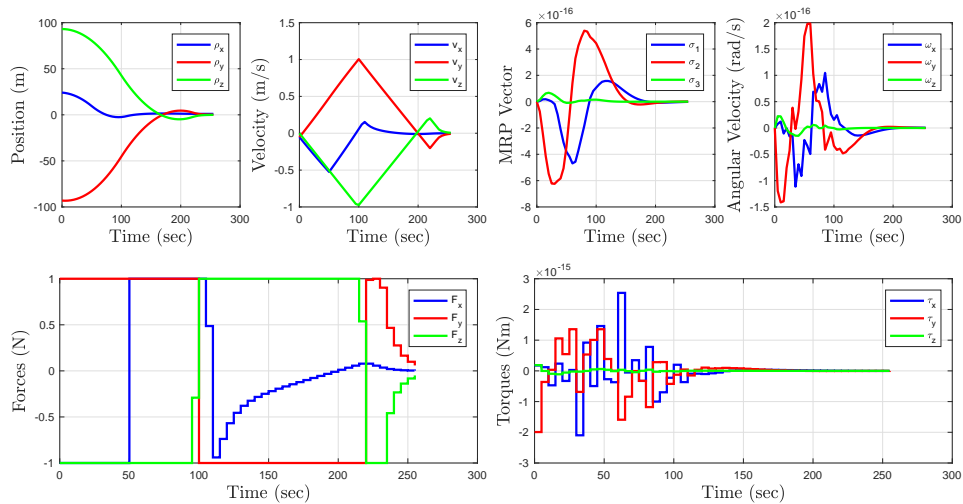 100
50
0
-50
-100
0
100
200
300
Position (m)
Time (sec)
ρx
ρy
ρz
1.5
1
0.5
0
-0.5
-1
0
100
200
300
Velocity (m/s)
Time (sec)
vx
vy
vz
×10-16
6
4
2
0
-2
-4
-6
-8
0
100
200
300
MRP Vector
Time (sec)
σ1
σ2
σ3
×10-16
2
1.5
1
0.5
0
-0.5
-1
-1.5
0
100
200
300
Angular Velocity (rad/s)
Time (sec)
ωx
ωy
ωz
1
0.5
0
-0.5
-1
0
50
100
150
200
250
300
Forces (N)
Time (sec)
Fx
Fy
Fz
×10-15
3
2
1
0
-1
-2
-3
0
50
100
150
200
250
300
Torques (Nm)
Time (sec)
τx
τy
τz